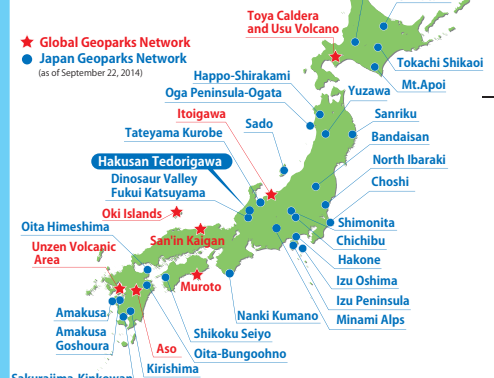 Toya Caldera
and Usu Volcano
Global Geoparks Network
Japan Geoparks Network
(as of September 22, 2014)
Tokachi Shikaoi
Mt.Apoi
Happo-Shirakami
Oga Peninsula-Ogata
Yuzawa
Itoigawa
Sado
Sanriku
Tateyama Kurobe
Bandaisan
Hakusan Tedorigawa
North Ibaraki
Dinosaur Valley
Fukui Katsuyama
Choshi
Oki Islands
Oita Himeshima
Shimonita
San'in Kaigan
Chichibu
Unzen Volcanic
Area
Hakone
Muroto
Izu Oshima
Izu Peninsula
Amakusa
Nanki Kumano
Minami Alps
Amakusa
Goshoura
Shikoku Seiyo
Aso
Oita-Bungoohno
Kirishima
Sakurajima-Kinkowan